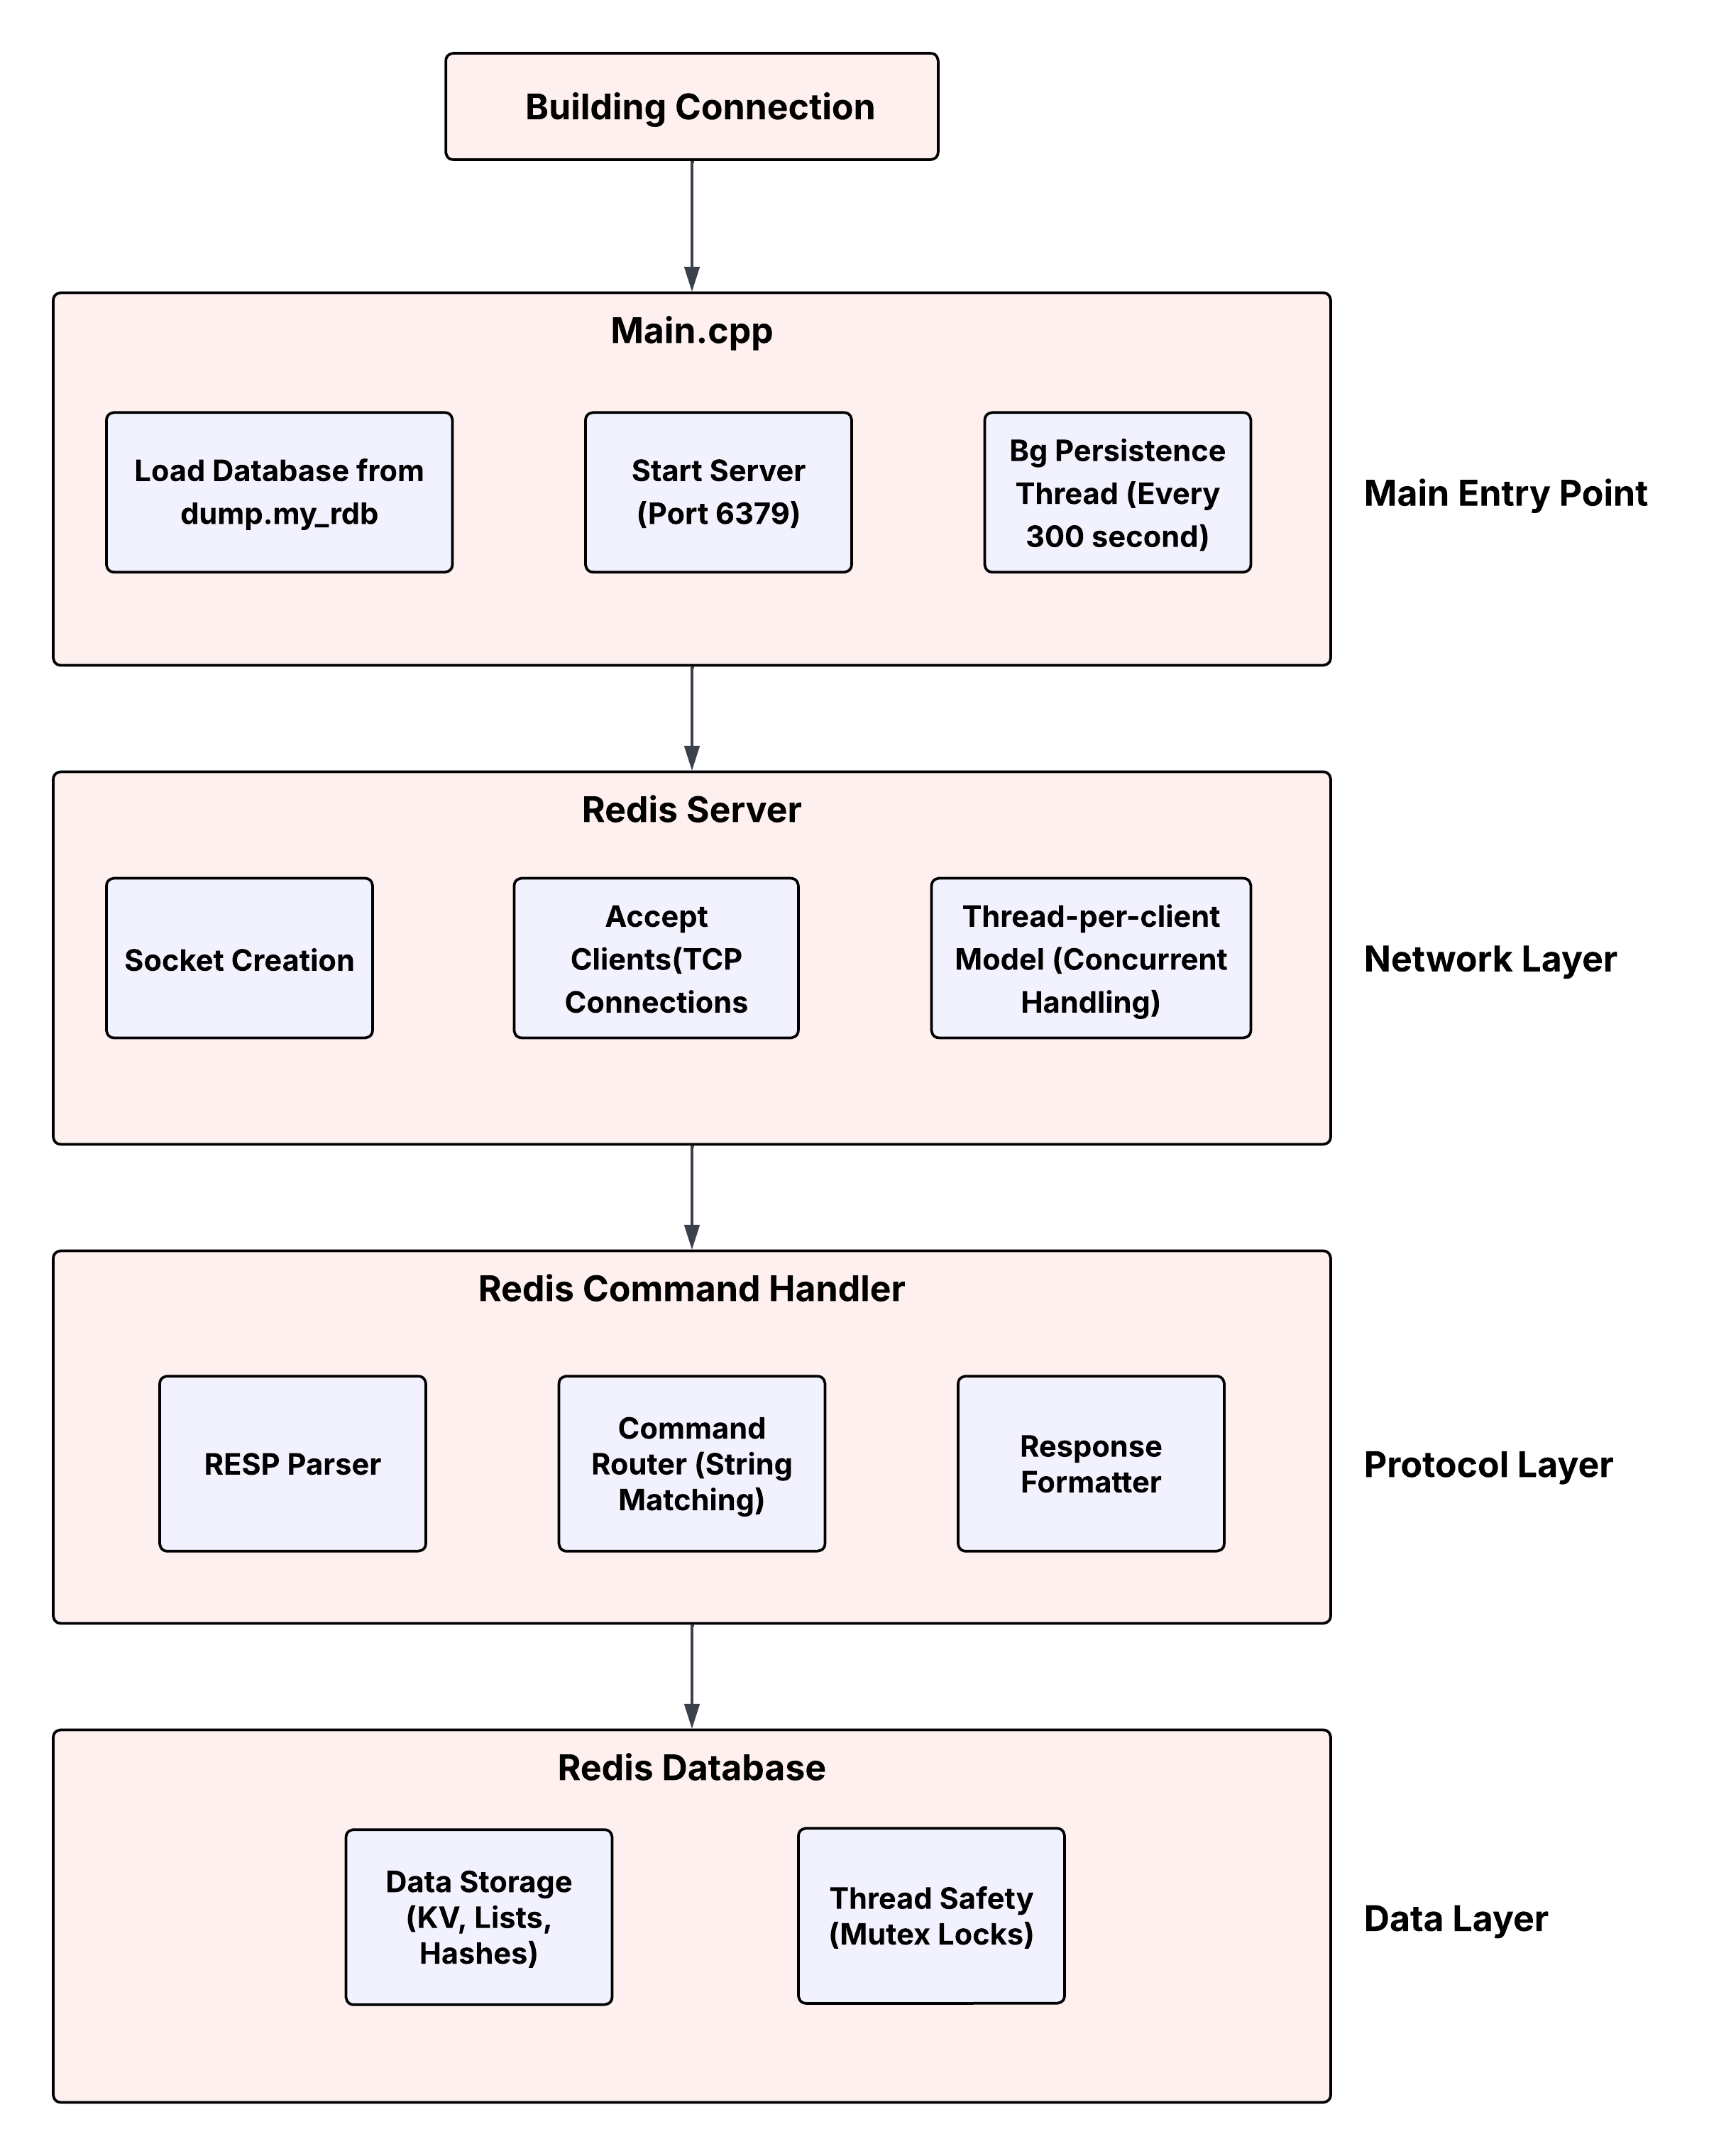 Building Connection
Main.cpp
Load Database from
dump.my_rdb
Start Server
(Port 6379)
Bg Persistence
Thread (Every
300 second)
Main Entry Point
Redis Server
Socket Creation
Accept
Clients(TCP
Connections
Thread-per-client
Model (Concurrent
Handling)
Network Layer
Redis Command Handler
RESP Parser
Command
Router (String
Matching)
Response
Formatter
Protocol Layer
Redis Database
Data Storage
(KV, Lists,
Hashes)
Thread Safety
(Mutex Locks)
Data Layer